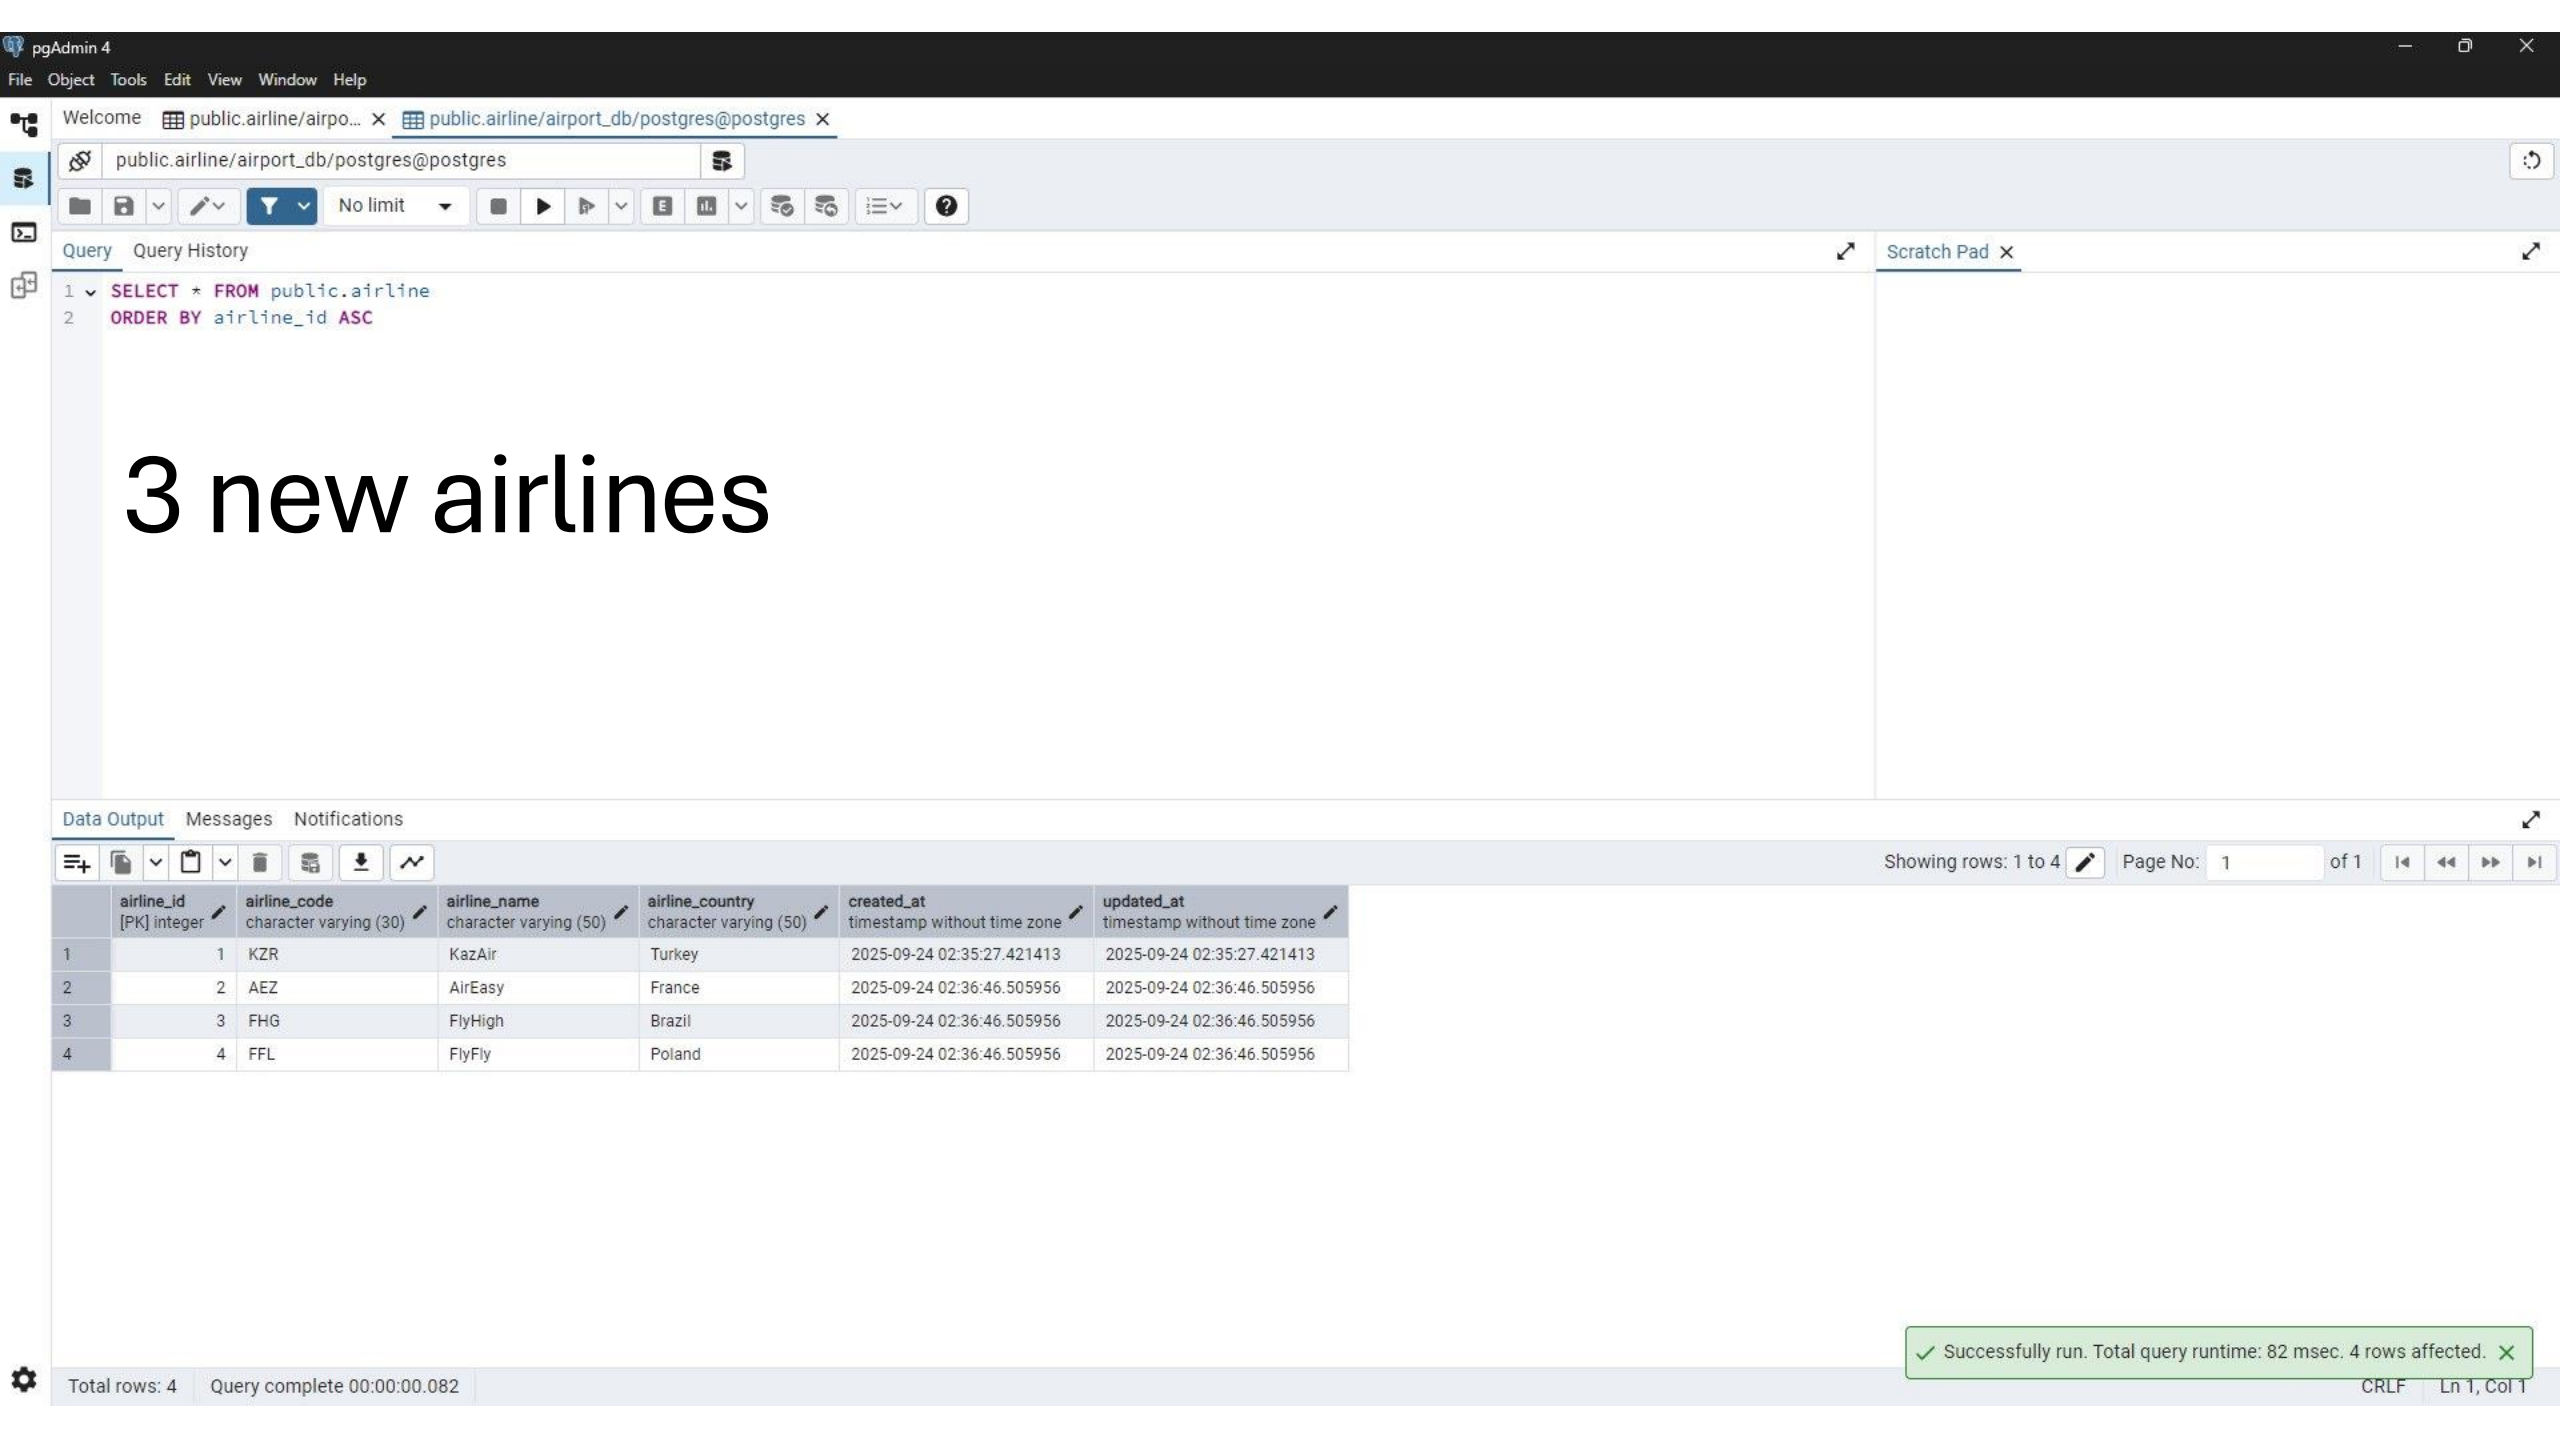 pgAdmin 4
File Object Tools Edit View Window Help
Welcome public.airline/airpo... public.airline/airport_db/postgres@postgres
public.airline/airport_db/postgres@postgres
No limit
Query Query History Scratch Pad
1 SELECT * FROM public.airline
2 ORDER BY airline_id ASC
3 new airlines
Data Output Messages Notifications
Showing rows: 1 to 4 Page No: 1 of 1
airline_id airline_code airline_name airline_country created_at updated_at
[PK] integer character varying (30) character varying (50) character varying (50) timestamp without time zone timestamp without time zone
1 1 KZR KazAir Turkey 2025-09-24 02:35:27.421413 2025-09-24 02:35:27.421413
2 2 AEZ AirEasy France 2025-09-24 02:36:46.505956 2025-09-24 02:36:46.505956
3 3 FHG FlyHigh Brazil 2025-09-24 02:36:46.505956 2025-09-24 02:36:46.505956
4 4 FFL FlyFly Poland 2025-09-24 02:36:46.505956 2025-09-24 02:36:46.505956
Successfully run. Total query runtime: 82 msec. 4 rows affected.
Total rows: 4 Query complete 00:00:00.082 CRLF Ln 1, Col 1